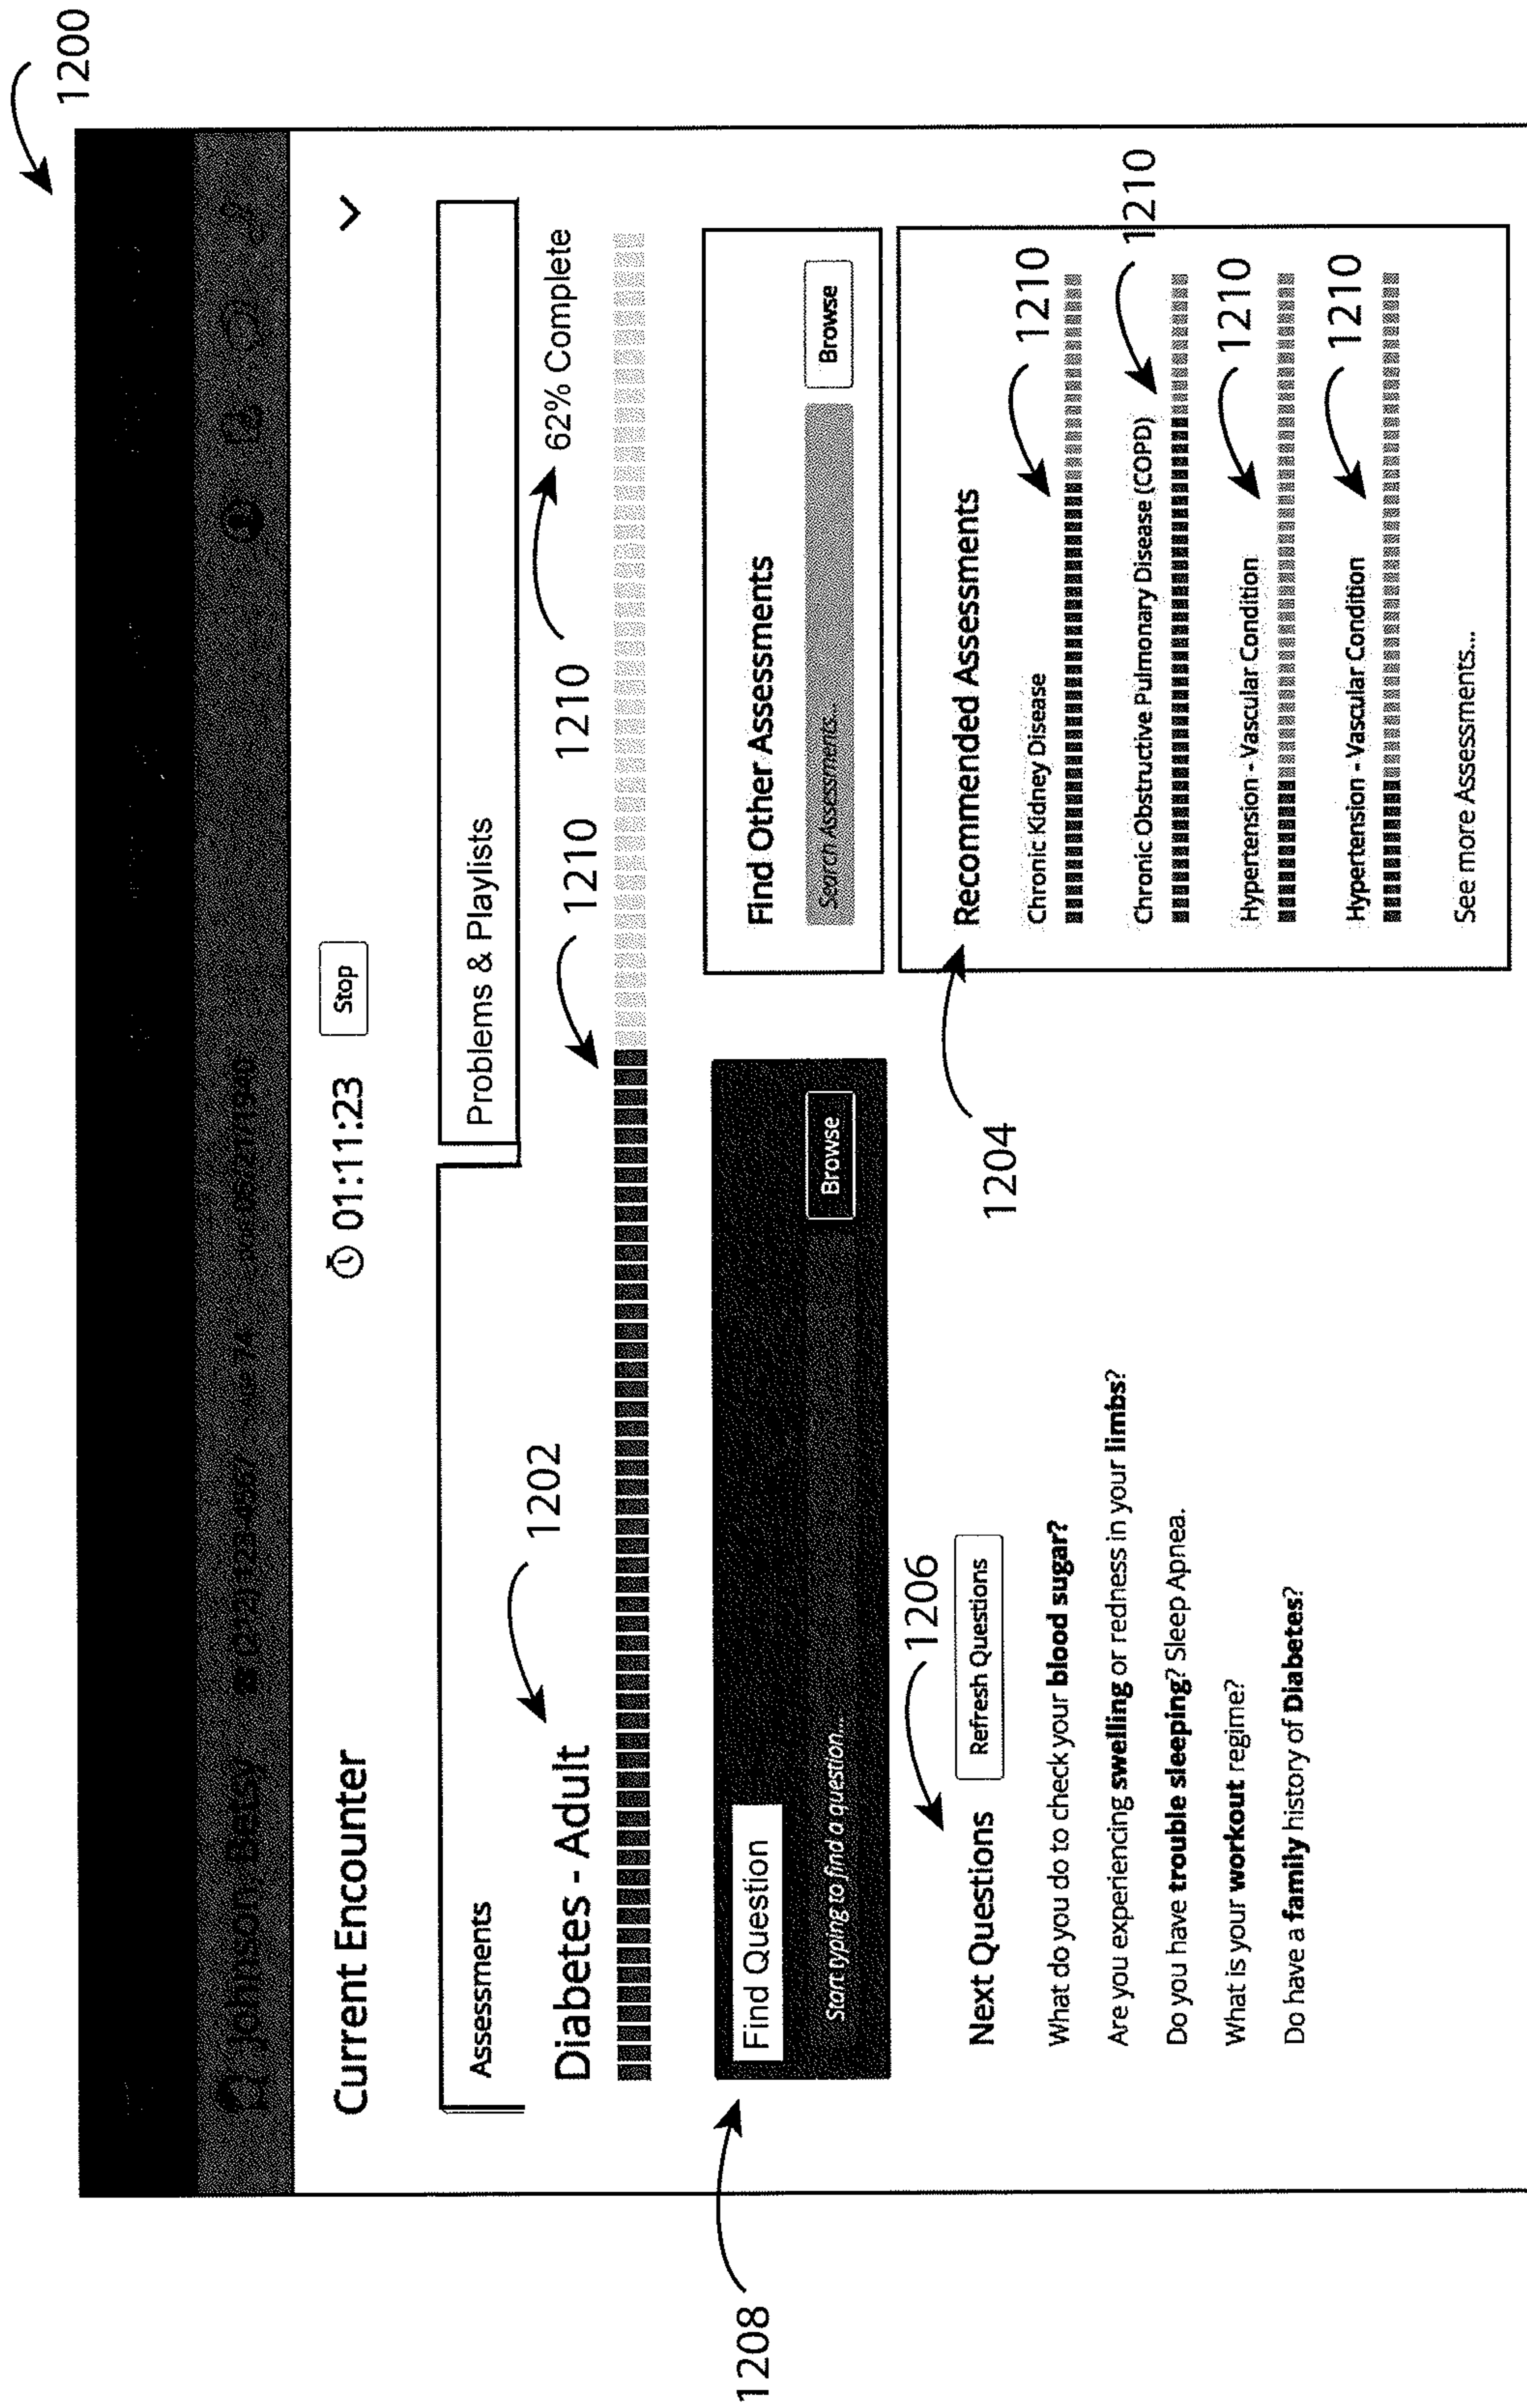 1200
Johnson, Betsy
Current Encounter
01:11:23
Stop
Assessments
Problems & Playlists
1202
1210
1210
Diabetes - Adult
62% Complete
1208
Find Question
Start typing to find a question...
Browse
Find Other Assessments
Search Assessments...
Browse
1206
Next Questions
Refresh Questions
What do you do to check your blood sugar?
Are you experiencing swelling or redness in your limbs?
Do you have trouble sleeping? Sleep Apnea.
What is your workout regime?
Do have a family history of Diabetes?
1204
Recommended Assessments
Chronic Kidney Disease
1210
Chronic Obstructive Pulmonary Disease (COPD)
1210
Hypertension - Vascular Condition
1210
Hypertension - Vascular Condition
1210
See more Assessments...